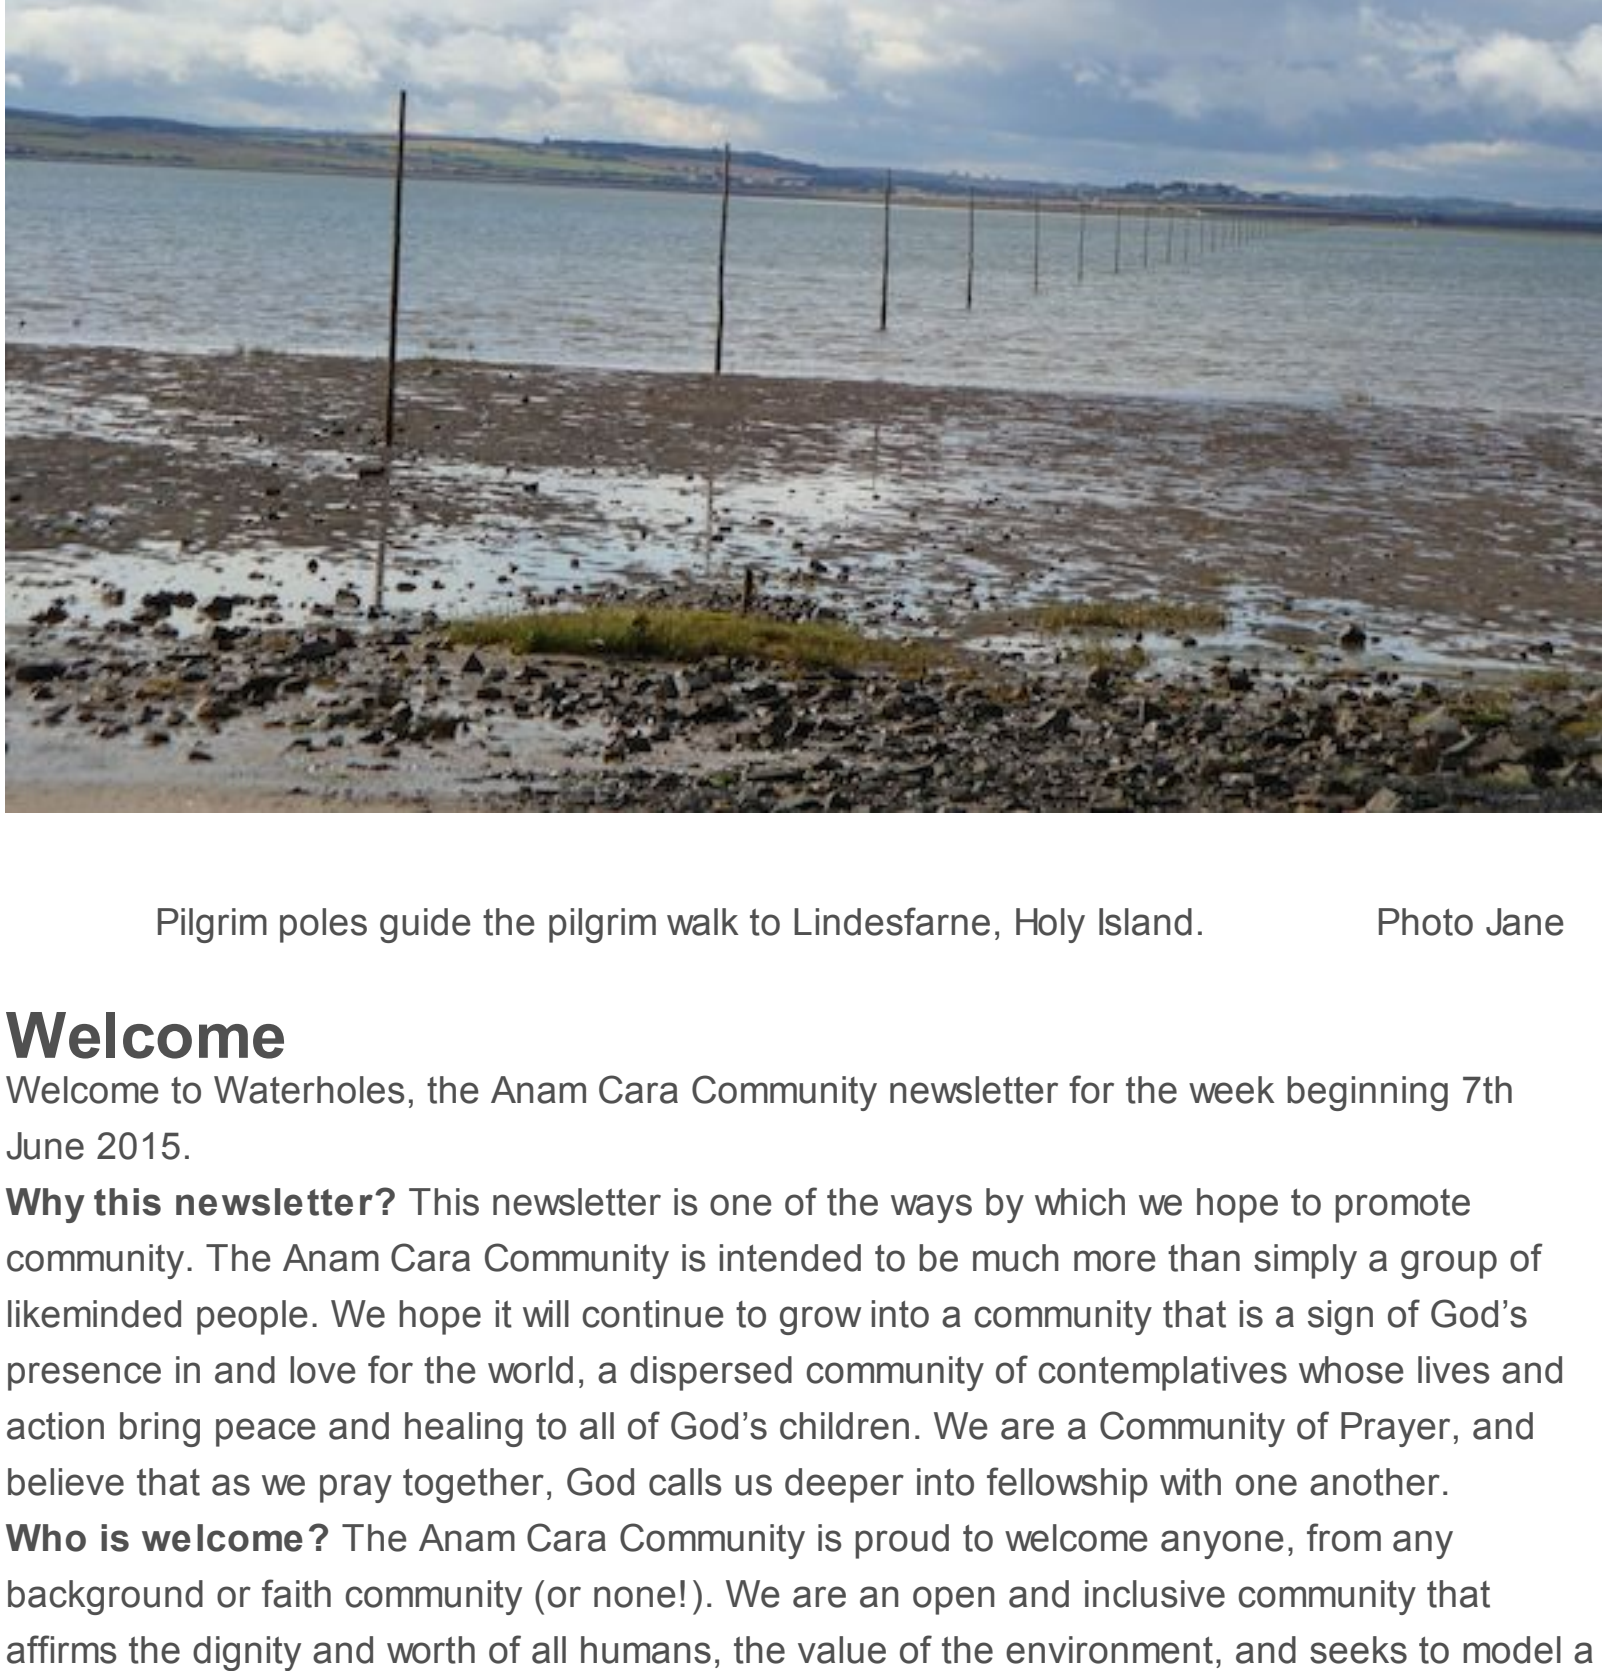 Pilgrim poles guide the pilgrim walk to Lindesfarne, Holy Island. Photo Jane
Welcome
Welcome to Waterholes, the Anam Cara Community newsletter for the week beginning 7th
June 2015.
Why this newsletter? This newsletter is one of the ways by which we hope to promote
community. The Anam Cara Community is intended to be much more than simply a group of
likeminded people. We hope it will continue to grow into a community that is a sign of God’s
presence in and love for the world, a dispersed community of contemplatives whose lives and
action bring peace and healing to all of God’s children. We are a Community of Prayer, and
believe that as we pray together, God calls us deeper into fellowship with one another.
Who is welcome? The Anam Cara Community is proud to welcome anyone, from any
background or faith community (or none!). We are an open and inclusive community that
affirms the dignity and worth of all humans, the value of the environment, and seeks to model a